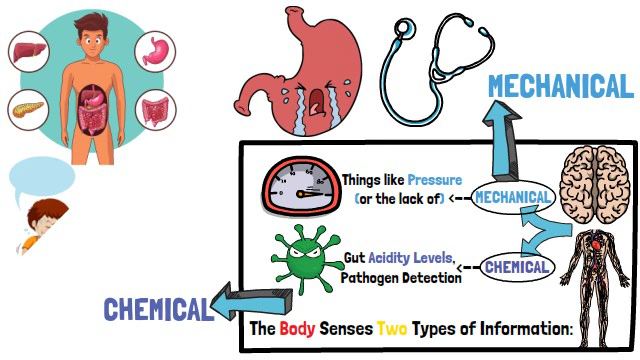 MECHANICAL
Things like Pressure
(or the lack of) <-- MECHANICAL
Gut Acidity Levels,
Pathogen Detection <-- CHEMICAL
CHEMICAL
The Body Senses Two Types of Information: